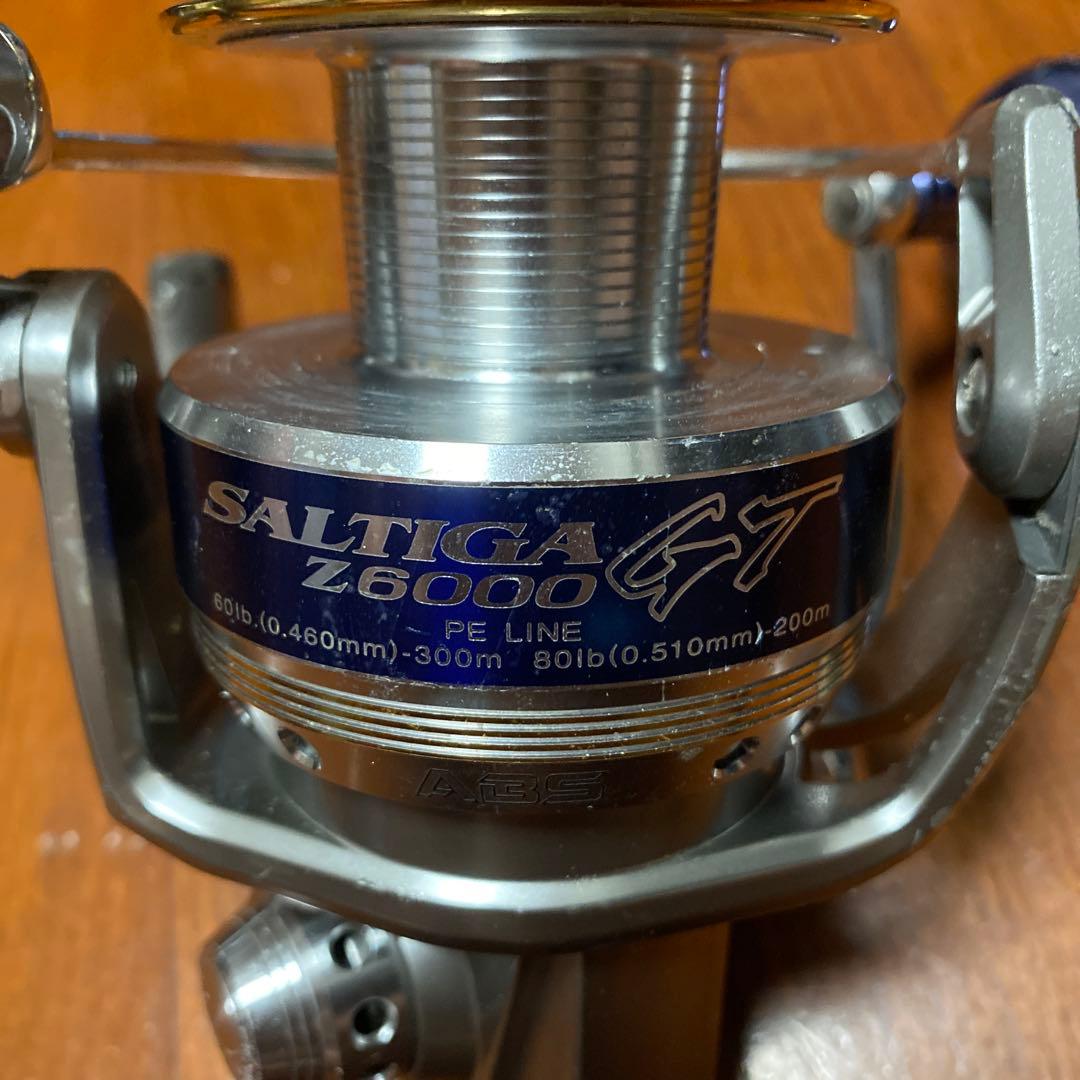 SALTIGA GT
Z6000
PE LINE
60lb.(0.460mm)-300m 80lb(0.510mm)-200m
ABS